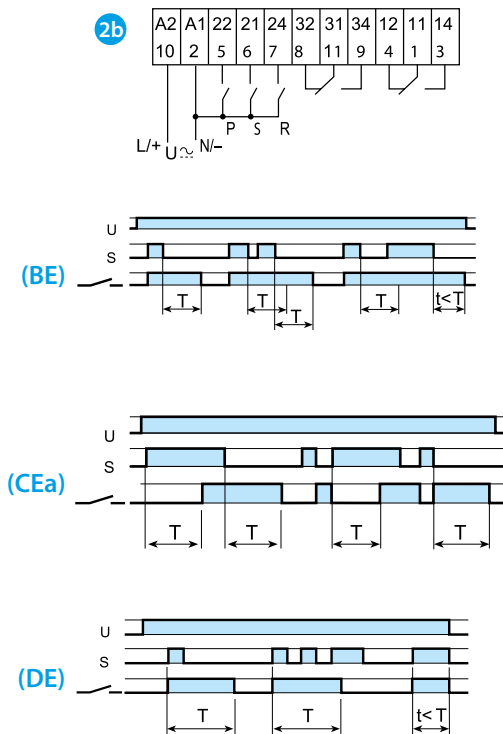 2b
A2 A1 22 21 24 32 31 34 12 11 14
10 2 5 6 7 8 11 9 4 1 3
P S R
L/+ U N/–
U
S
(BE)
T T T t<T
T
U
S
(CEa)
T T T T
U
S
(DE)
T T t<T